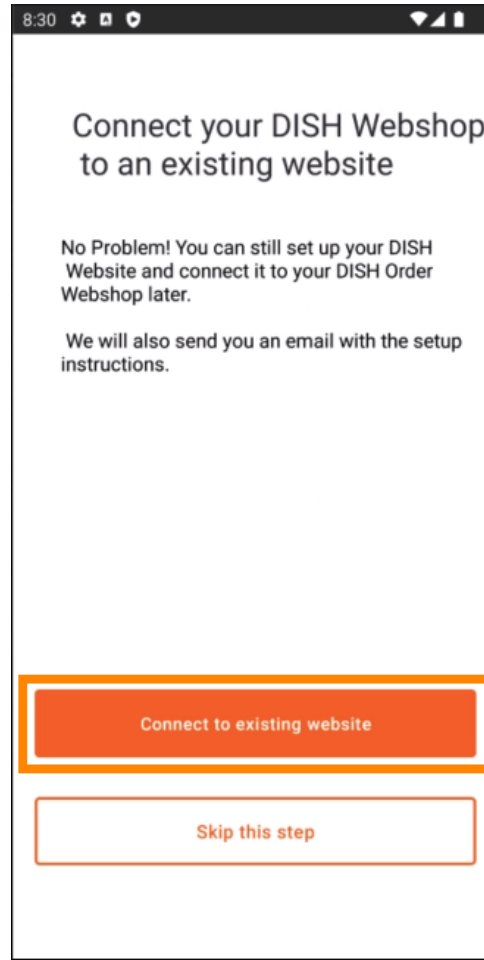 8:30
Connect your DISH Webshop
to an existing website
No Problem! You can still set up your DISH
Website and connect it to your DISH Order
Webshop later.
We will also send you an email with the setup
instructions.
Connect to existing website
Skip this step